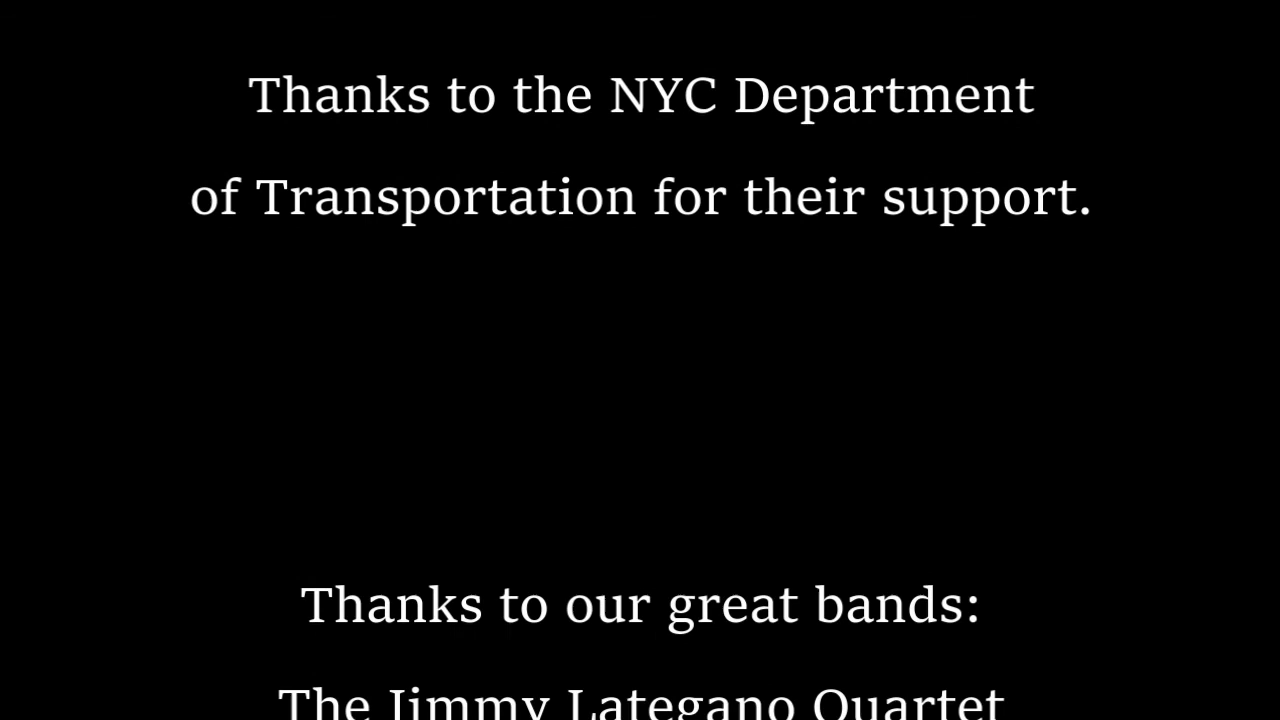 Thanks to the NYC Department
of Transportation for their support.
Thanks to our great bands:
The Jimmy Lategano Quartet